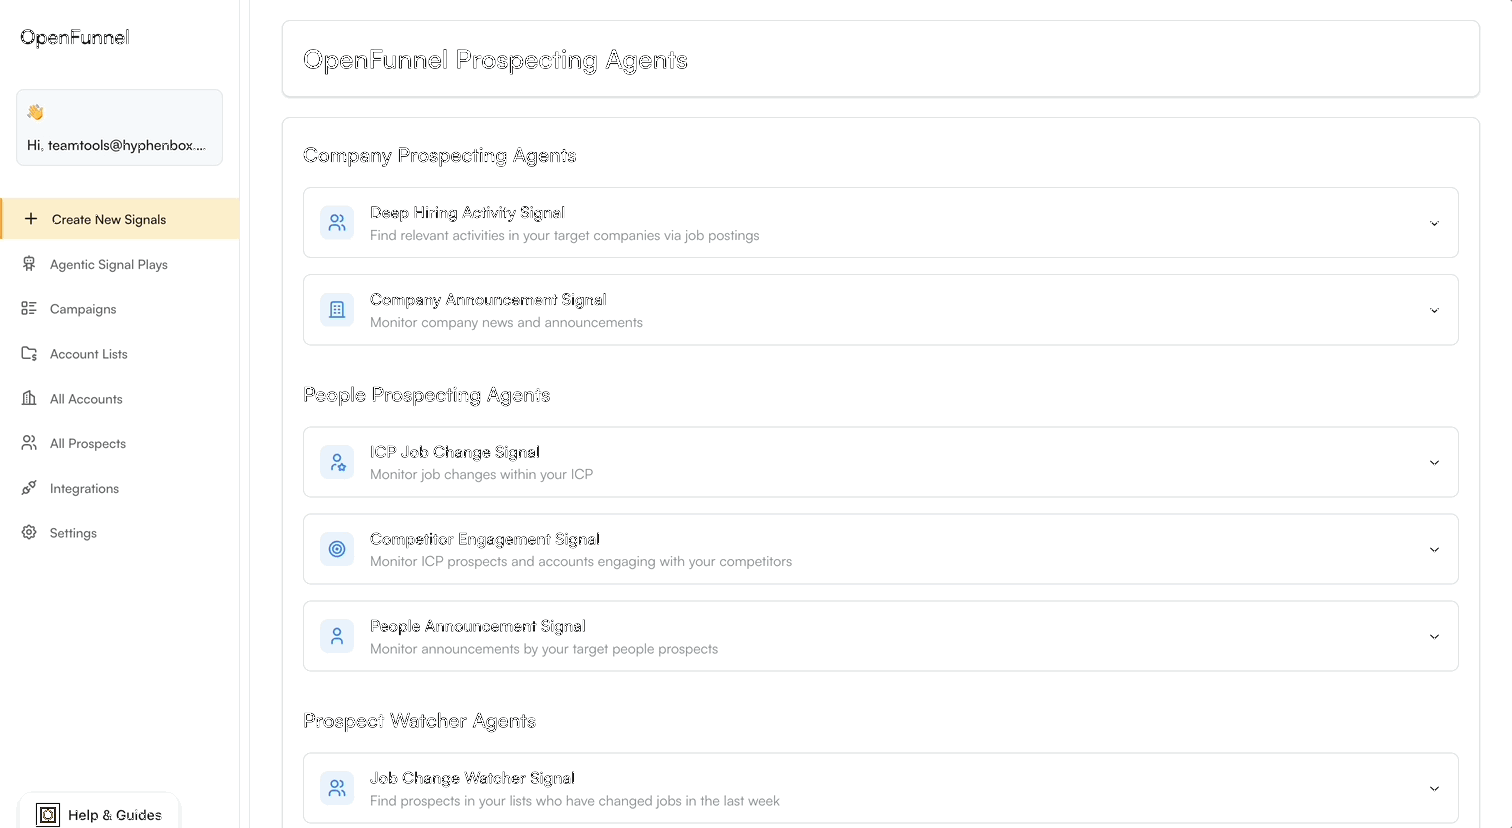 OpenFunnel
👋
Hi, teamtools@hyphenbox....
Create New Signals
Agentic Signal Plays
Campaigns
Account Lists
All Accounts
All Prospects
Integrations
Settings
Help & Guides
OpenFunnel Prospecting Agents
Company Prospecting Agents
Deep Hiring Activity Signal
Find relevant activities in your target companies via job postings
Company Announcement Signal
Monitor company news and announcements
People Prospecting Agents
ICP Job Change Signal
Monitor job changes within your ICP
Competitor Engagement Signal
Monitor ICP prospects and accounts engaging with your competitors
People Announcement Signal
Monitor announcements by your target people prospects
Prospect Watcher Agents
Job Change Watcher Signal
Find prospects in your lists who have changed jobs in the last week